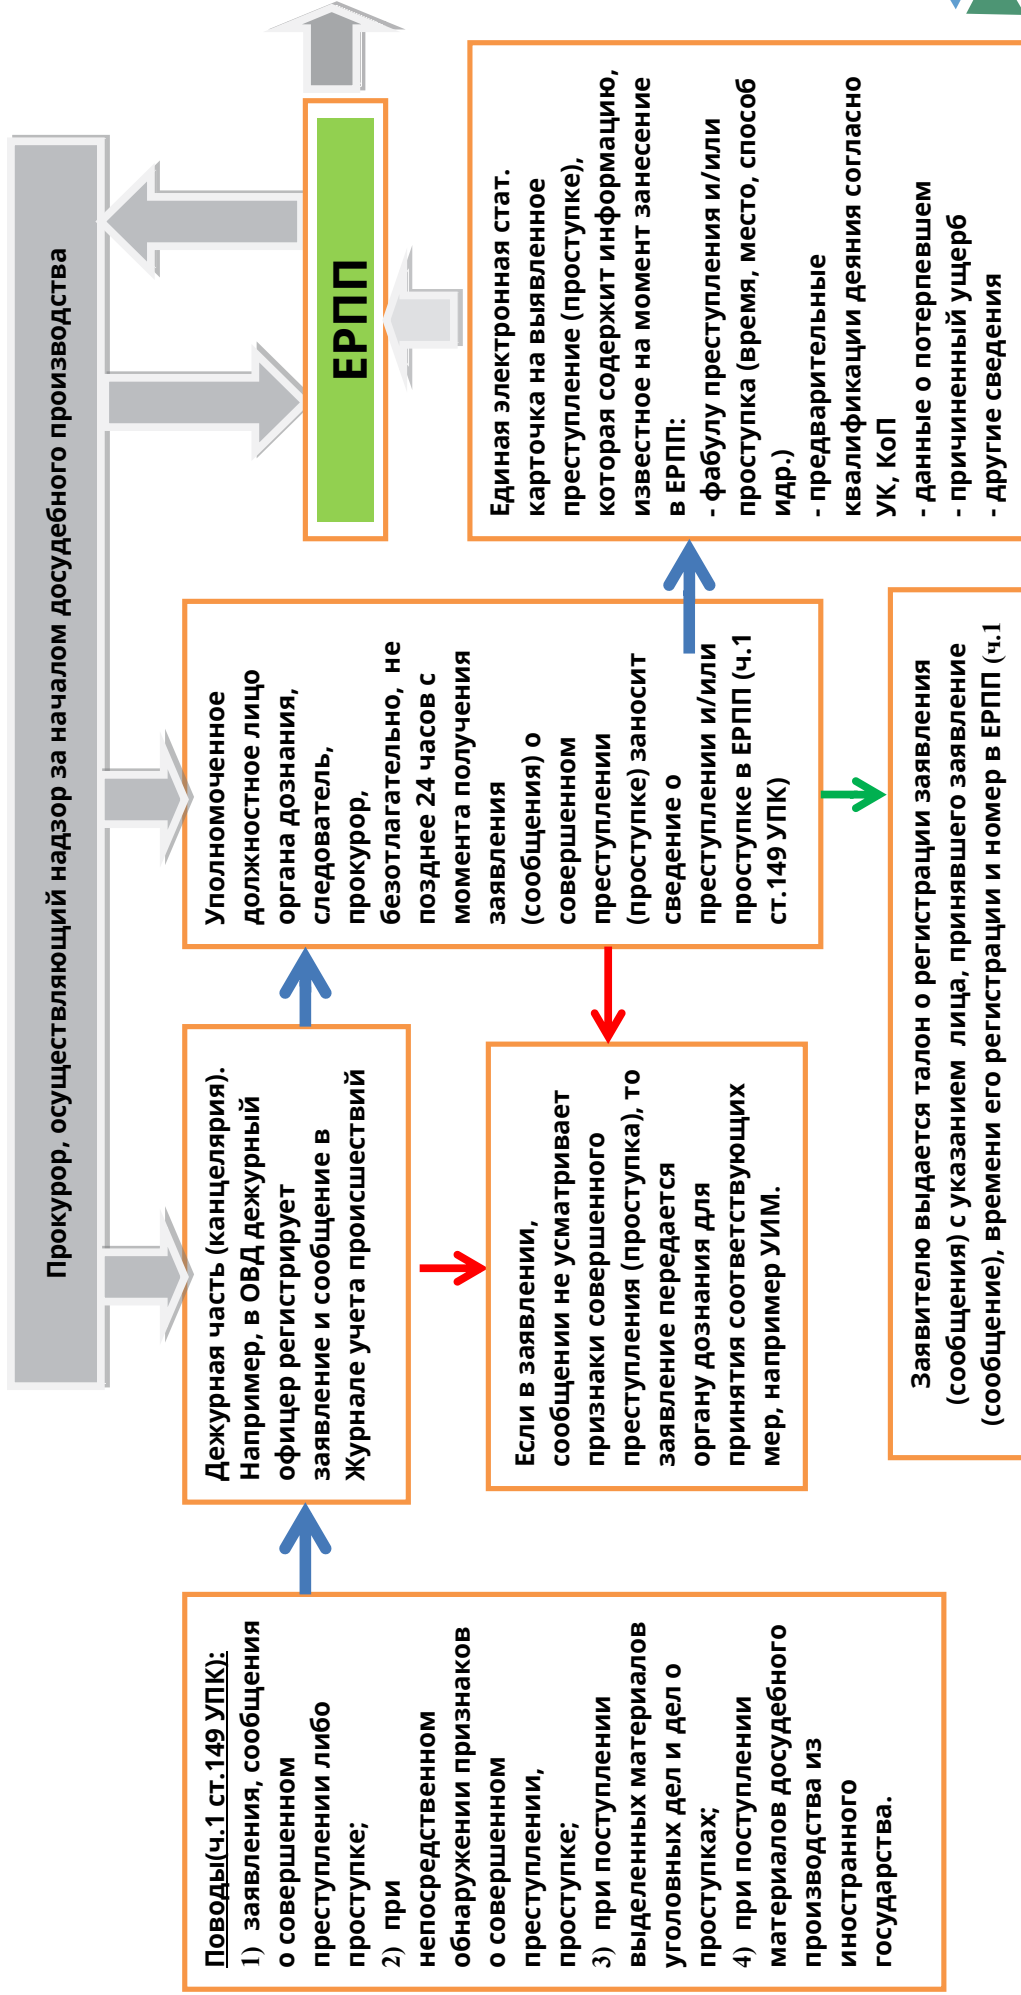 Прокурор, осуществляющий надзор за началом досудебного производства
Поводы(ч.1 ст.149 УПК):
1) заявления, сообщения
о совершенном
преступлении либо
проступке;
2) при
непосредственном
обнаружении признаков
о совершенном
преступлении,
проступке;
3) при поступлении
выделенных материалов
уголовных дел и дел о
проступках;
4) при поступлении
материалов досудебного
производства из
иностранного
государства.
Дежурная часть (канцелярия).
Например, в ОВД дежурный
офицер регистрирует
заявление и сообщение в
Журнале учета происшествий
Если в заявлении,
сообщении не усматривает
признаки совершенного
преступления (проступка), то
заявление передается
органу дознания для
принятия соответствующих
мер, например УИМ.
Уполномоченное
должностное лицо
органа дознания,
следователь,
прокурор,
безотлагательно, не
позднее 24 часов с
момента получения
заявления
(сообщения) о
совершенном
преступлении
(проступке) заносит
сведение о
преступлении и/или
проступке в ЕРПП (ч.1
ст.149 УПК)
Заявителю выдается талон о регистрации заявления
(сообщения) с указанием лица, принявшего заявление
(сообщение), времени его регистрации и номер в ЕРПП (ч.1
ЕРПП
Единая электронная стат.
карточка на выявленное
преступление (проступке),
которая содержит информацию,
известное на момент занесение
в ЕРПП:
- фабулу преступления и/или
проступка (время, место, способ
идр.)
- предварительные
квалификации деяния согласно
УК, КоП
- данные о потерпевшем
- причиненный ущерб
- другие сведения